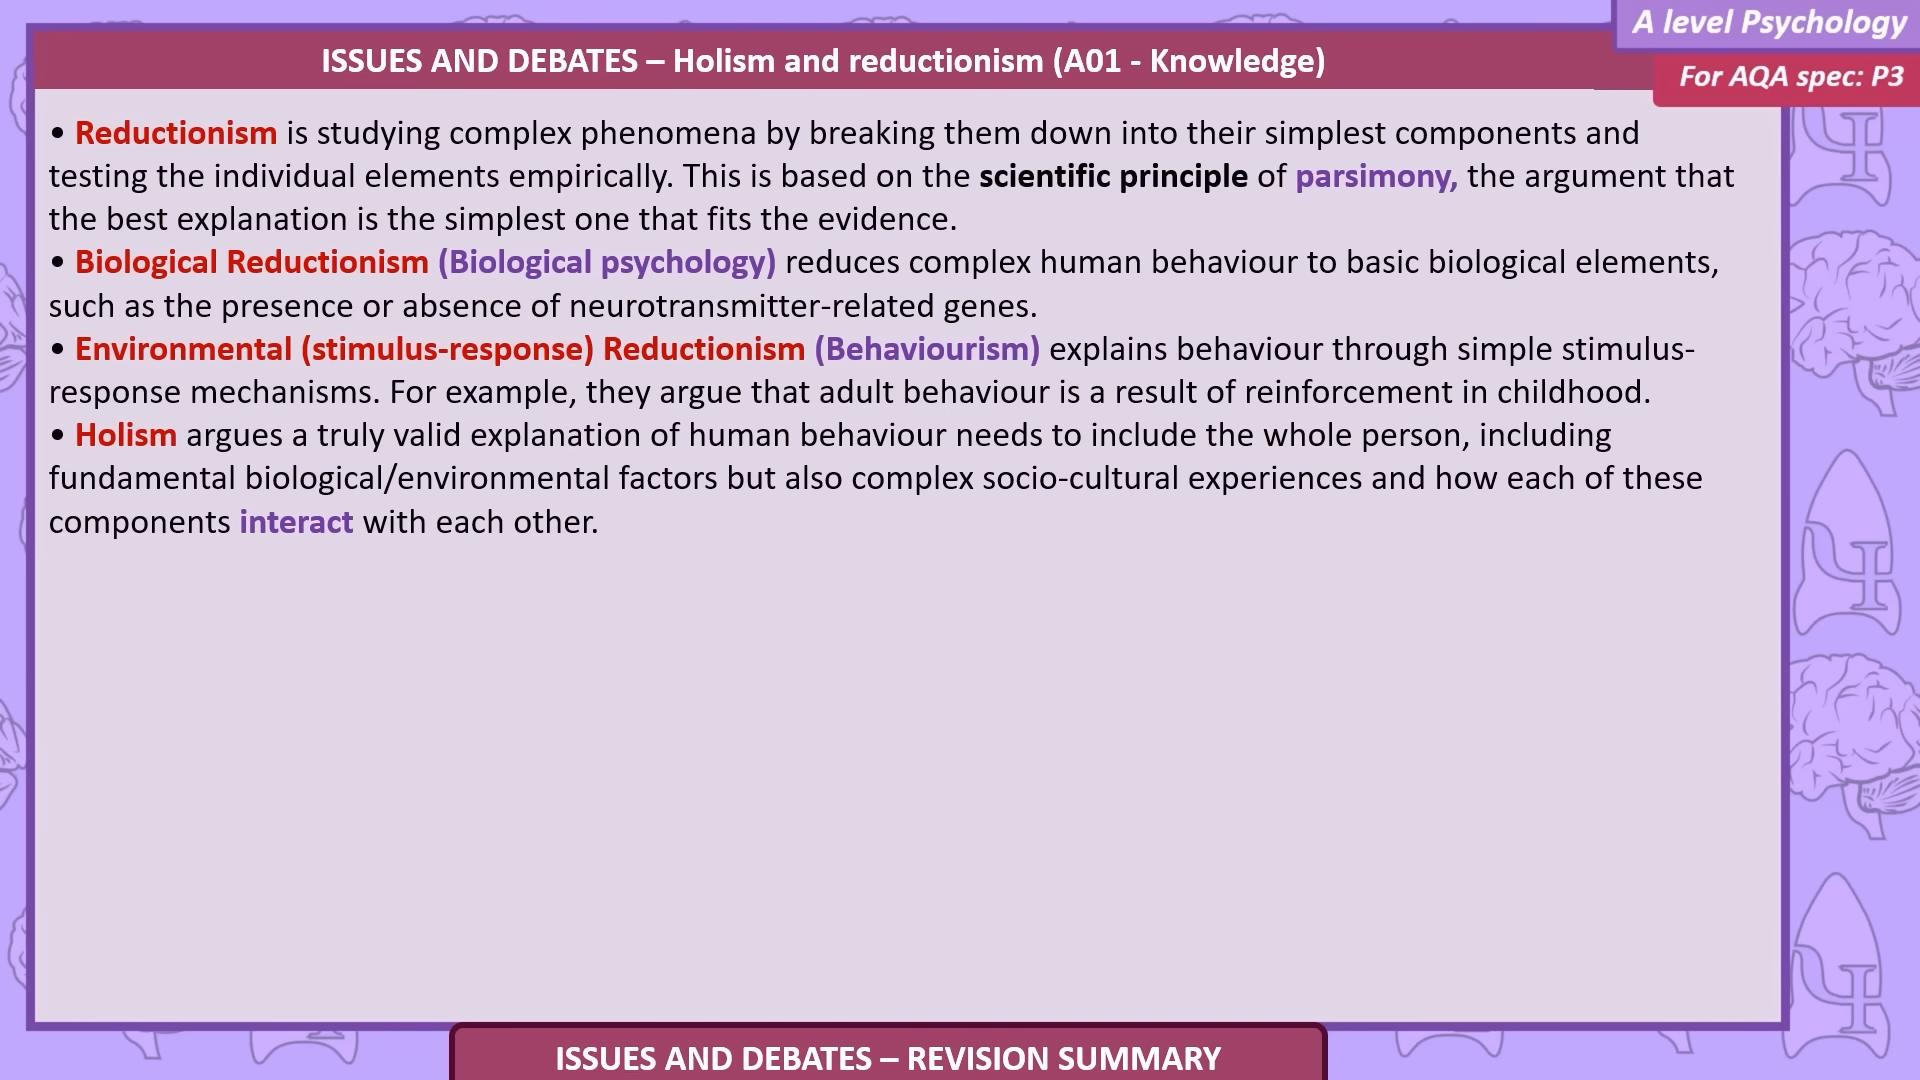 A level Psychology
ISSUES AND DEBATES – Holism and reductionism (A01 - Knowledge)
For AQA spec: P3
• Reductionism is studying complex phenomena by breaking them down into their simplest components and
testing the individual elements empirically. This is based on the scientific principle of parsimony, the argument that
the best explanation is the simplest one that fits the evidence.
• Biological Reductionism (Biological psychology) reduces complex human behaviour to basic biological elements,
such as the presence or absence of neurotransmitter-related genes.
• Environmental (stimulus-response) Reductionism (Behaviourism) explains behaviour through simple stimulus-
response mechanisms. For example, they argue that adult behaviour is a result of reinforcement in childhood.
• Holism argues a truly valid explanation of human behaviour needs to include the whole person, including
fundamental biological/environmental factors but also complex socio-cultural experiences and how each of these
components interact with each other.
ISSUES AND DEBATES – REVISION SUMMARY